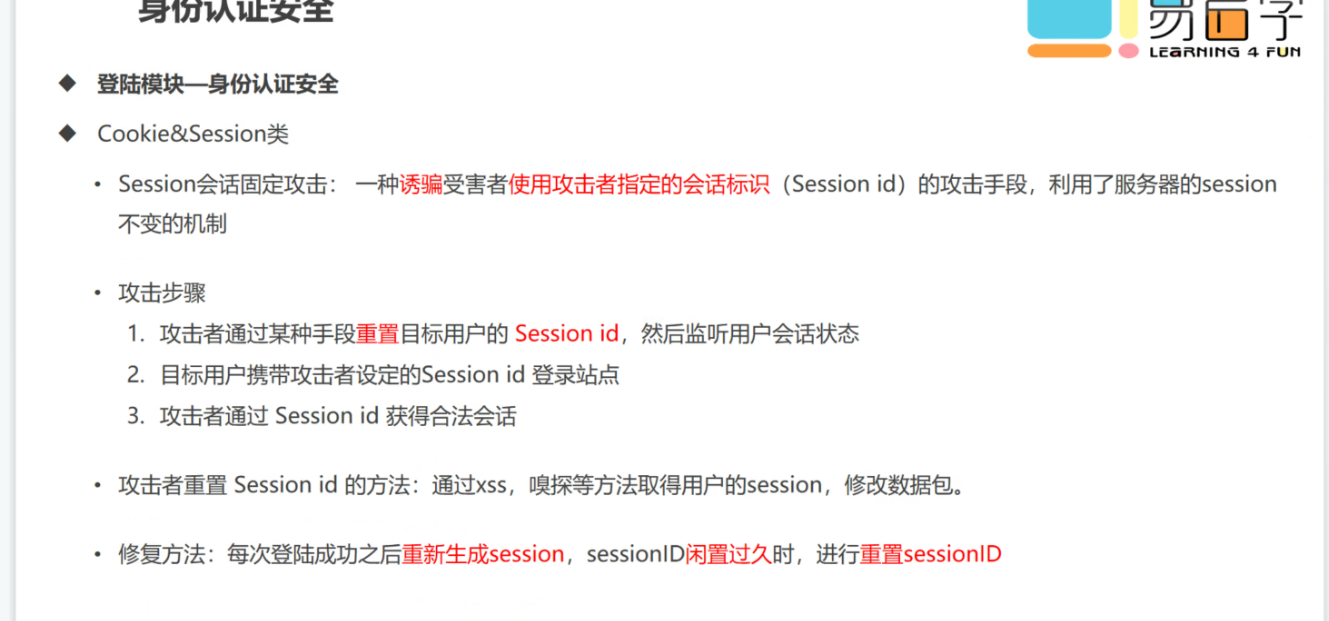 身份认证安全
易百学
LEARNING 4 FUN
◆ 登陆模块—身份认证安全
◆ Cookie&Session类
• Session会话固定攻击： 一种诱骗受害者使用攻击者指定的会话标识（Session id）的攻击手段，利用了服务器的session
不变的机制
• 攻击步骤
1. 攻击者通过某种手段重置目标用户的 Session id，然后监听用户会话状态
2. 目标用户携带攻击者设定的Session id 登录站点
3. 攻击者通过 Session id 获得合法会话
• 攻击者重置 Session id 的方法：通过xss，嗅探等方法取得用户的session，修改数据包。
• 修复方法：每次登陆成功之后重新生成session，sessionID闲置过久时，进行重置sessionID